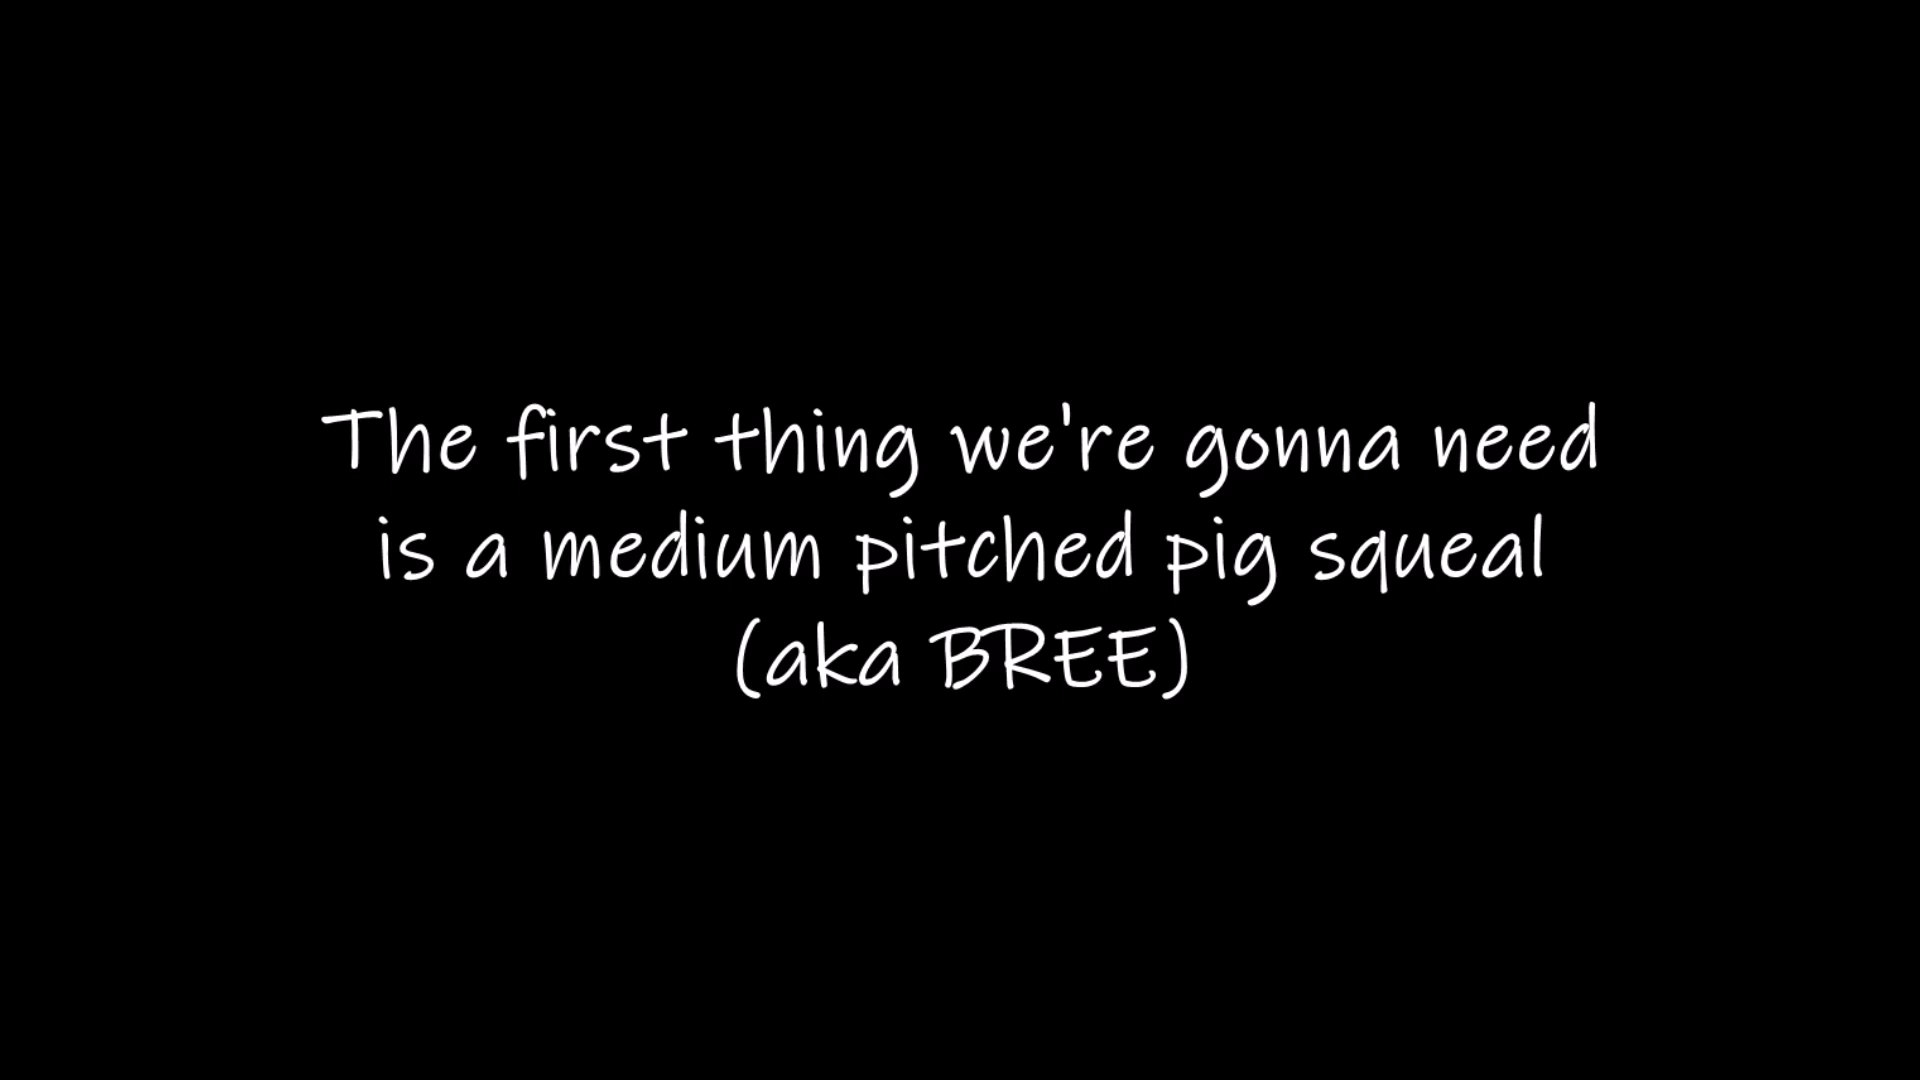 The first thing we're gonna need
is a medium pitched pig squeal
(aka BREE)